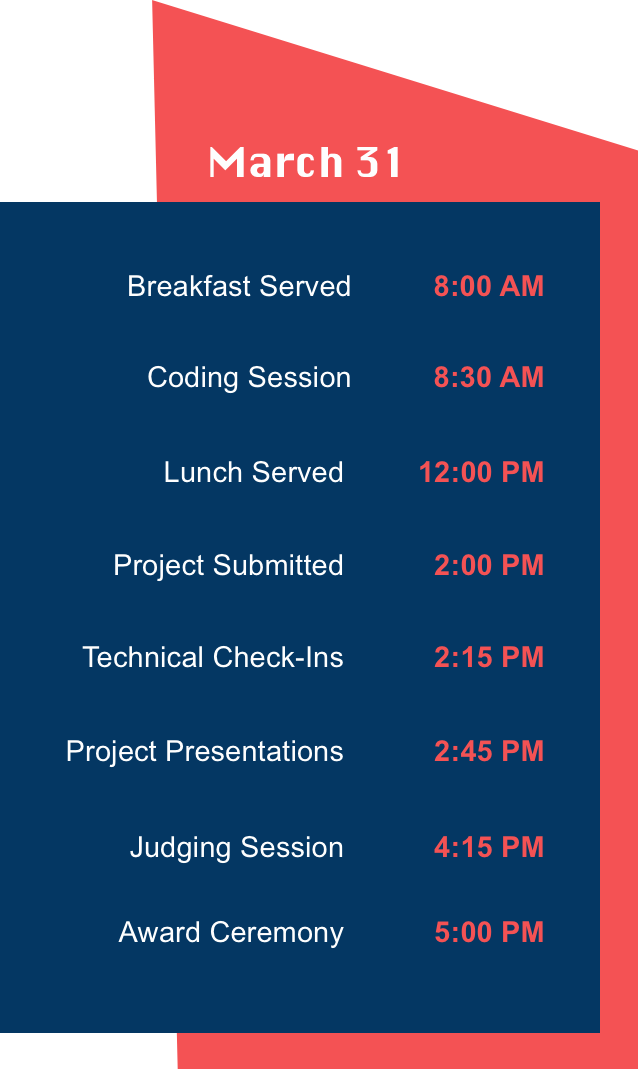 March 31
Breakfast Served 8:00 AM
Coding Session 8:30 AM
Lunch Served 12:00 PM
Project Submitted 2:00 PM
Technical Check-Ins 2:15 PM
Project Presentations 2:45 PM
Judging Session 4:15 PM
Award Ceremony 5:00 PM